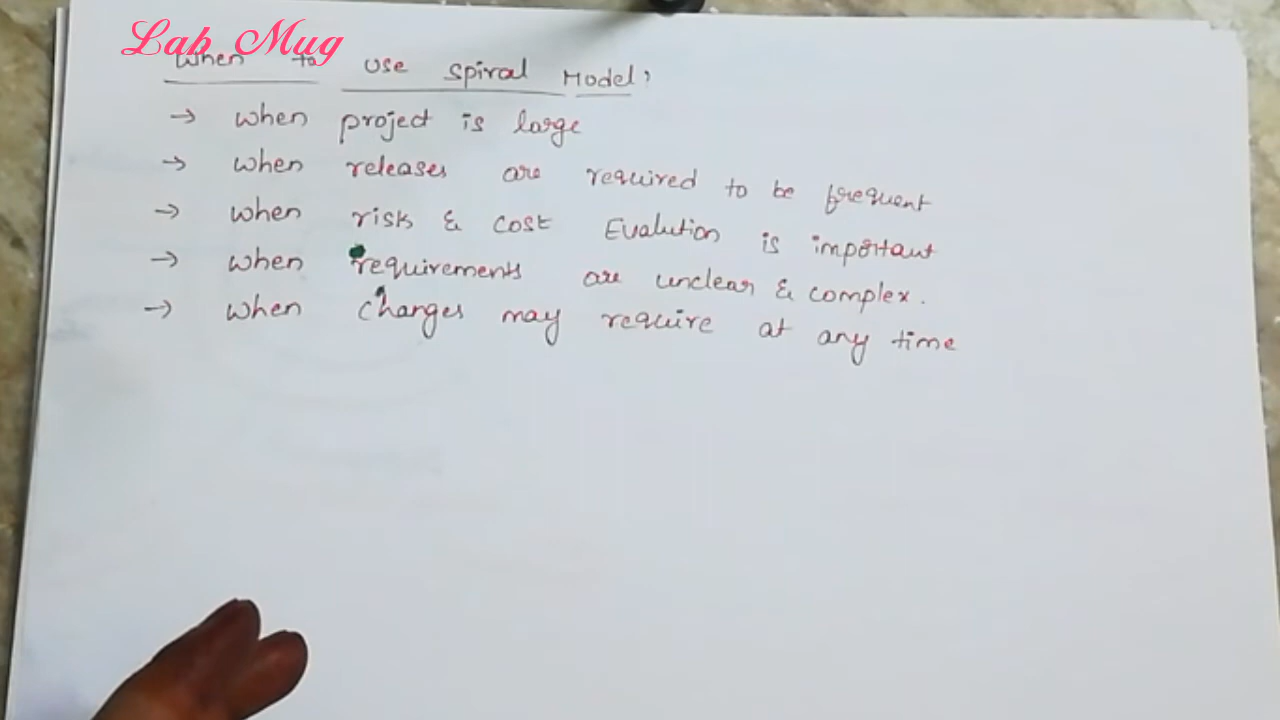 Lab Mug
When to use spiral Model?
→ when project is large
→ when releases are required to be frequent
→ when risk & cost Evalution is important
→ when requirements are unclear & complex.
→ when changes may require at any time